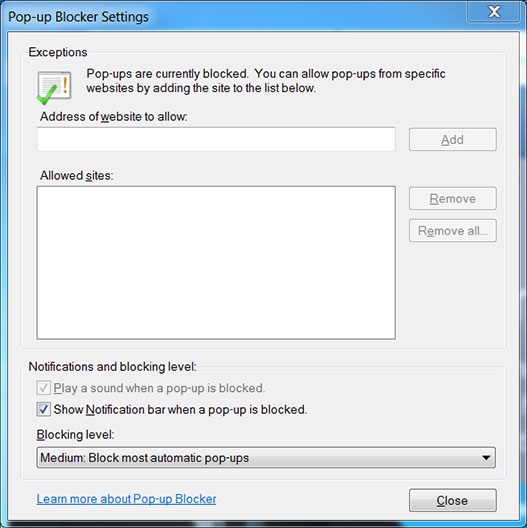 Pop-up Blocker Settings
Exceptions
Pop-ups are currently blocked. You can allow pop-ups from specific
websites by adding the site to the list below.
Address of website to allow:
Add
Allowed sites:
Remove
Remove all...
Notifications and blocking level:
Play a sound when a pop-up is blocked.
Show Notification bar when a pop-up is blocked.
Blocking level:
Medium: Block most automatic pop-ups
Learn more about Pop-up Blocker
Close